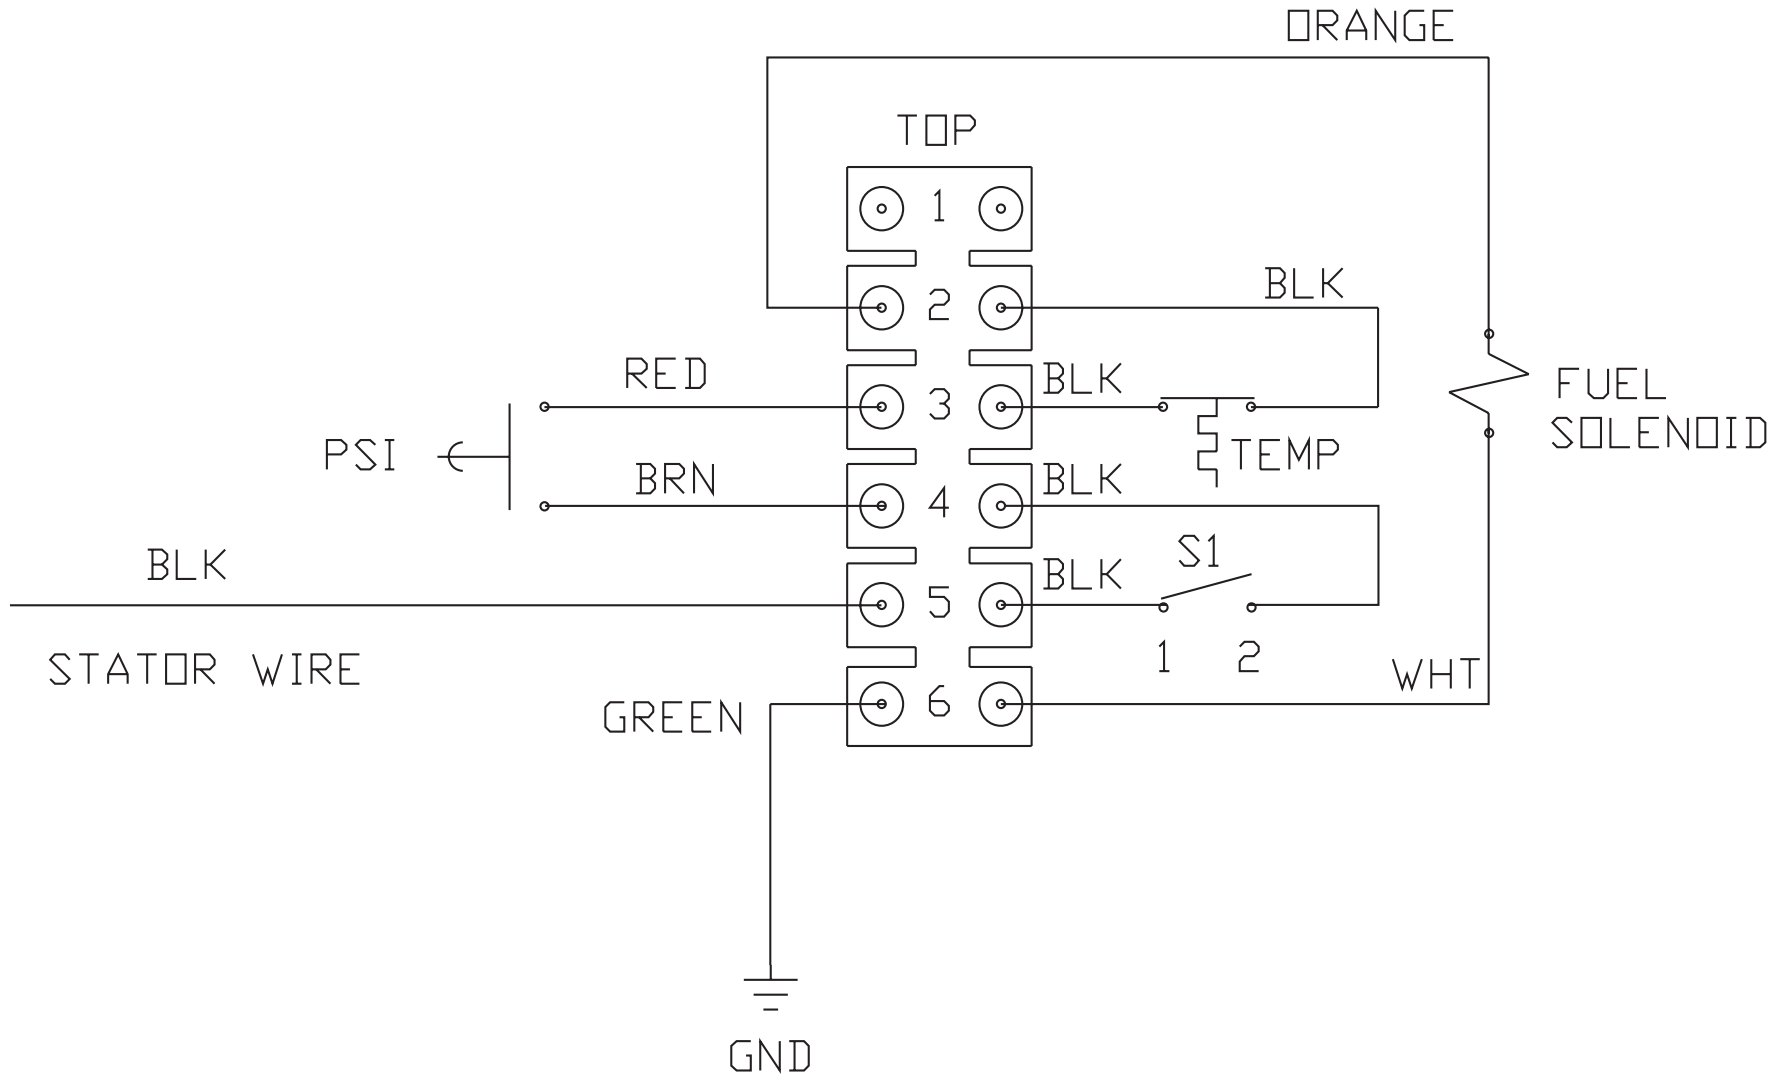 ORANGE
TOP
1
BLK
2
RED
BLK
FUEL
3
SOLENOID
PSI
TEMP
BRN
BLK
4
BLK
S1
BLK
5
STATOR WIRE
1 2
WHT
GREEN
6
GND